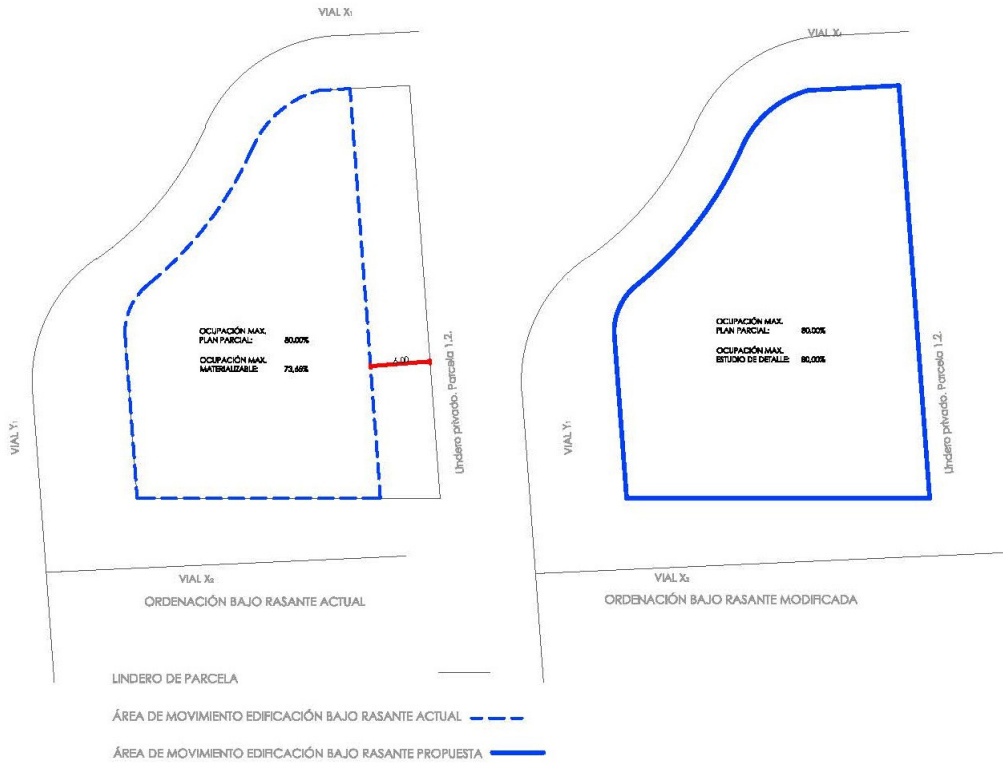 VIAL X₁
VIAL X₁
OCUPACIÓN MAX.
PLAN PARCIAL: 80.00%
OCUPACIÓN MAX.
MATERIALIZABLE: 73,65%
6.00
VIAL Y₁
Lindero privado. Parcela 1.2.
OCUPACIÓN MAX.
PLAN PARCIAL: 80.00%
OCUPACIÓN MAX.
ESTUDIO DE DETALLE: 80,00%
VIAL Y₁
Lindero privado. Parcela 1.2.
VIAL X₂
ORDENACIÓN BAJO RASANTE ACTUAL
VIAL X₂
ORDENACIÓN BAJO RASANTE MODIFICADA
LINDERO DE PARCELA
ÁREA DE MOVIMIENTO EDIFICACIÓN BAJO RASANTE ACTUAL
ÁREA DE MOVIMIENTO EDIFICACIÓN BAJO RASANTE PROPUESTA